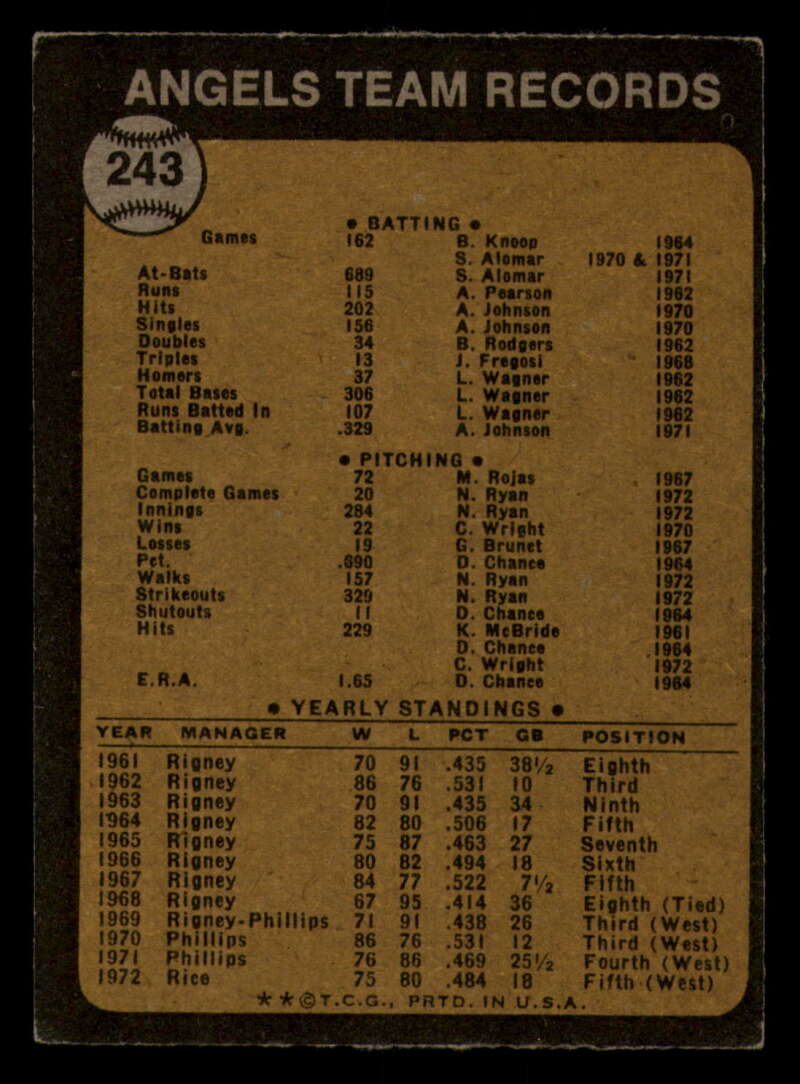 ANGELS TEAM RECORDS
243
• BATTING •
Games 162 B. Knoop 1964
S. Alomar 1970 & 1971
At-Bats 689 S. Alomar 1971
Runs 115 A. Pearson 1962
Hits 202 A. Johnson 1970
Singles 156 A. Johnson 1970
Doubles 34 B. Rodgers 1962
Triples 13 J. Fregosi 1968
Homers 37 L. Wagner 1962
Total Bases 306 L. Wagner 1962
Runs Batted In 107 L. Wagner 1962
Batting Avg. .329 A. Johnson 1971
• PITCHING •
Games 72 M. Rojas 1967
Complete Games 20 N. Ryan 1972
Innings 284 N. Ryan 1972
Wins 22 C. Wright 1970
Losses 19 G. Brunet 1967
Pct. .690 D. Chance 1964
Walks 157 N. Ryan 1972
Strikeouts 329 N. Ryan 1972
Shutouts 11 D. Chance 1964
Hits 229 K. McBride 1961
D. Chance 1964
C. Wright 1972
E.R.A. 1.65 D. Chance 1964
• YEARLY STANDINGS •
YEAR MANAGER W L PCT GB POSITION
1961 Rigney 70 91 .435 38½ Eighth
1962 Rigney 86 76 .531 10 Third
1963 Rigney 70 91 .435 34 Ninth
1964 Rigney 82 80 .506 17 Fifth
1965 Rigney 75 87 .463 27 Seventh
1966 Rigney 80 82 .494 18 Sixth
1967 Rigney 84 77 .522 7½ Fifth
1968 Rigney 67 95 .414 36 Eighth (Tied)
1969 Rigney-Phillips 71 91 .438 26 Third (West)
1970 Phillips 86 76 .531 12 Third (West)
1971 Phillips 76 86 .469 25½ Fourth (West)
1972 Rice 75 80 .484 18 Fifth (West)
★★©T.C.G., PRTD. IN U.S.A.